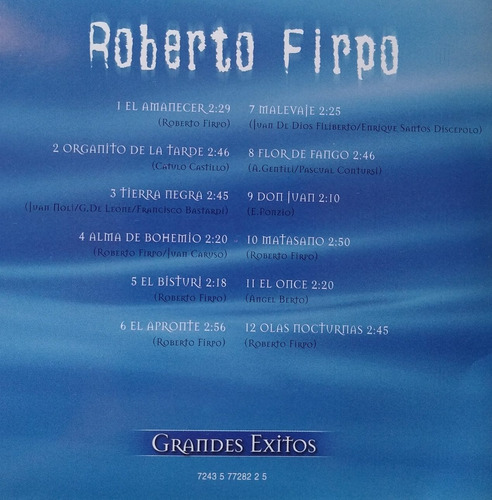 Roberto Firpo
1 EL AMANECER 2:29
(Roberto Firpo)
2 ORGANITO DE LA TARDE 2:46
(Catulo Castillo)
3 TIERRA NEGRA 2:45
(Juan Noli/G.De Leone/Francisco Bastardi)
4 ALMA DE BOHEMIO 2:20
(Roberto Firpo/Juan Caruso)
5 EL BISTURI 2:18
(Roberto Firpo)
6 EL APRONTE 2:56
(Roberto Firpo)
7 MALEVAJE 2:25
(Juan De Dios Filiberto/Enrique Santos Discepolo)
8 FLOR DE FANGO 2:46
(A.Gentili/Pascual Contursi)
9 DON JUAN 2:10
(E.Ponzio)
10 MATASANO 2:50
(Roberto Firpo)
11 EL ONCE 2:20
(Angel Berto)
12 OLAS NOCTURNAS 2:45
(Roberto Firpo)
GRANDES EXITOS
7243 5 77282 2 5